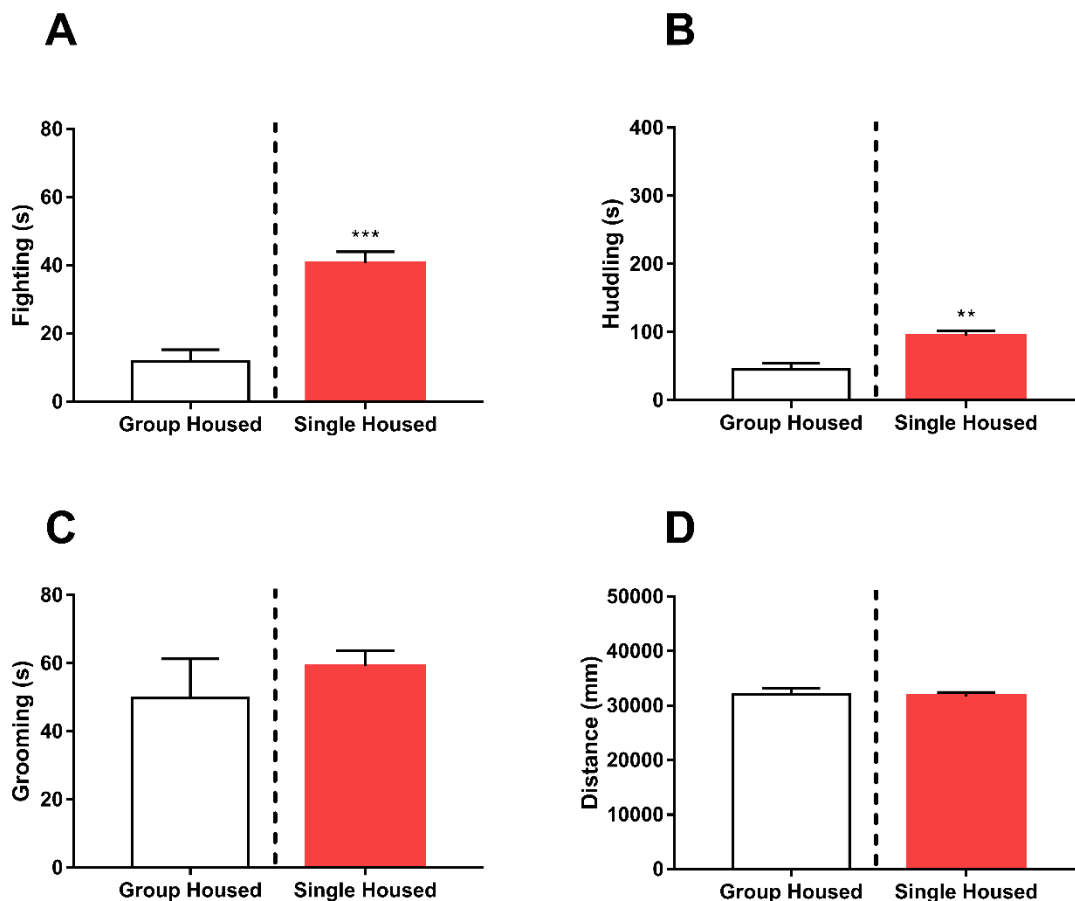 A
Fighting (s)
80
60
40
20
0
***
Group Housed
Single Housed
B
Huddling (s)
400
300
200
100
0
**
Group Housed
Single Housed
C
Grooming (s)
80
60
40
20
0
Group Housed
Single Housed
D
Distance (mm)
50000
40000
30000
20000
10000
0
Group Housed
Single Housed